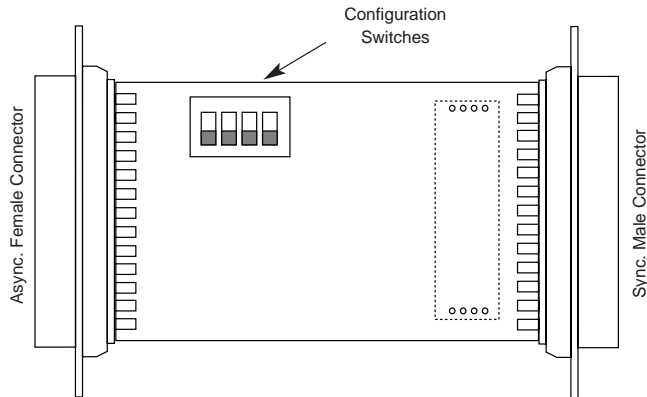 Configuration
Switches
Async. Female Connector
Sync. Male Connector